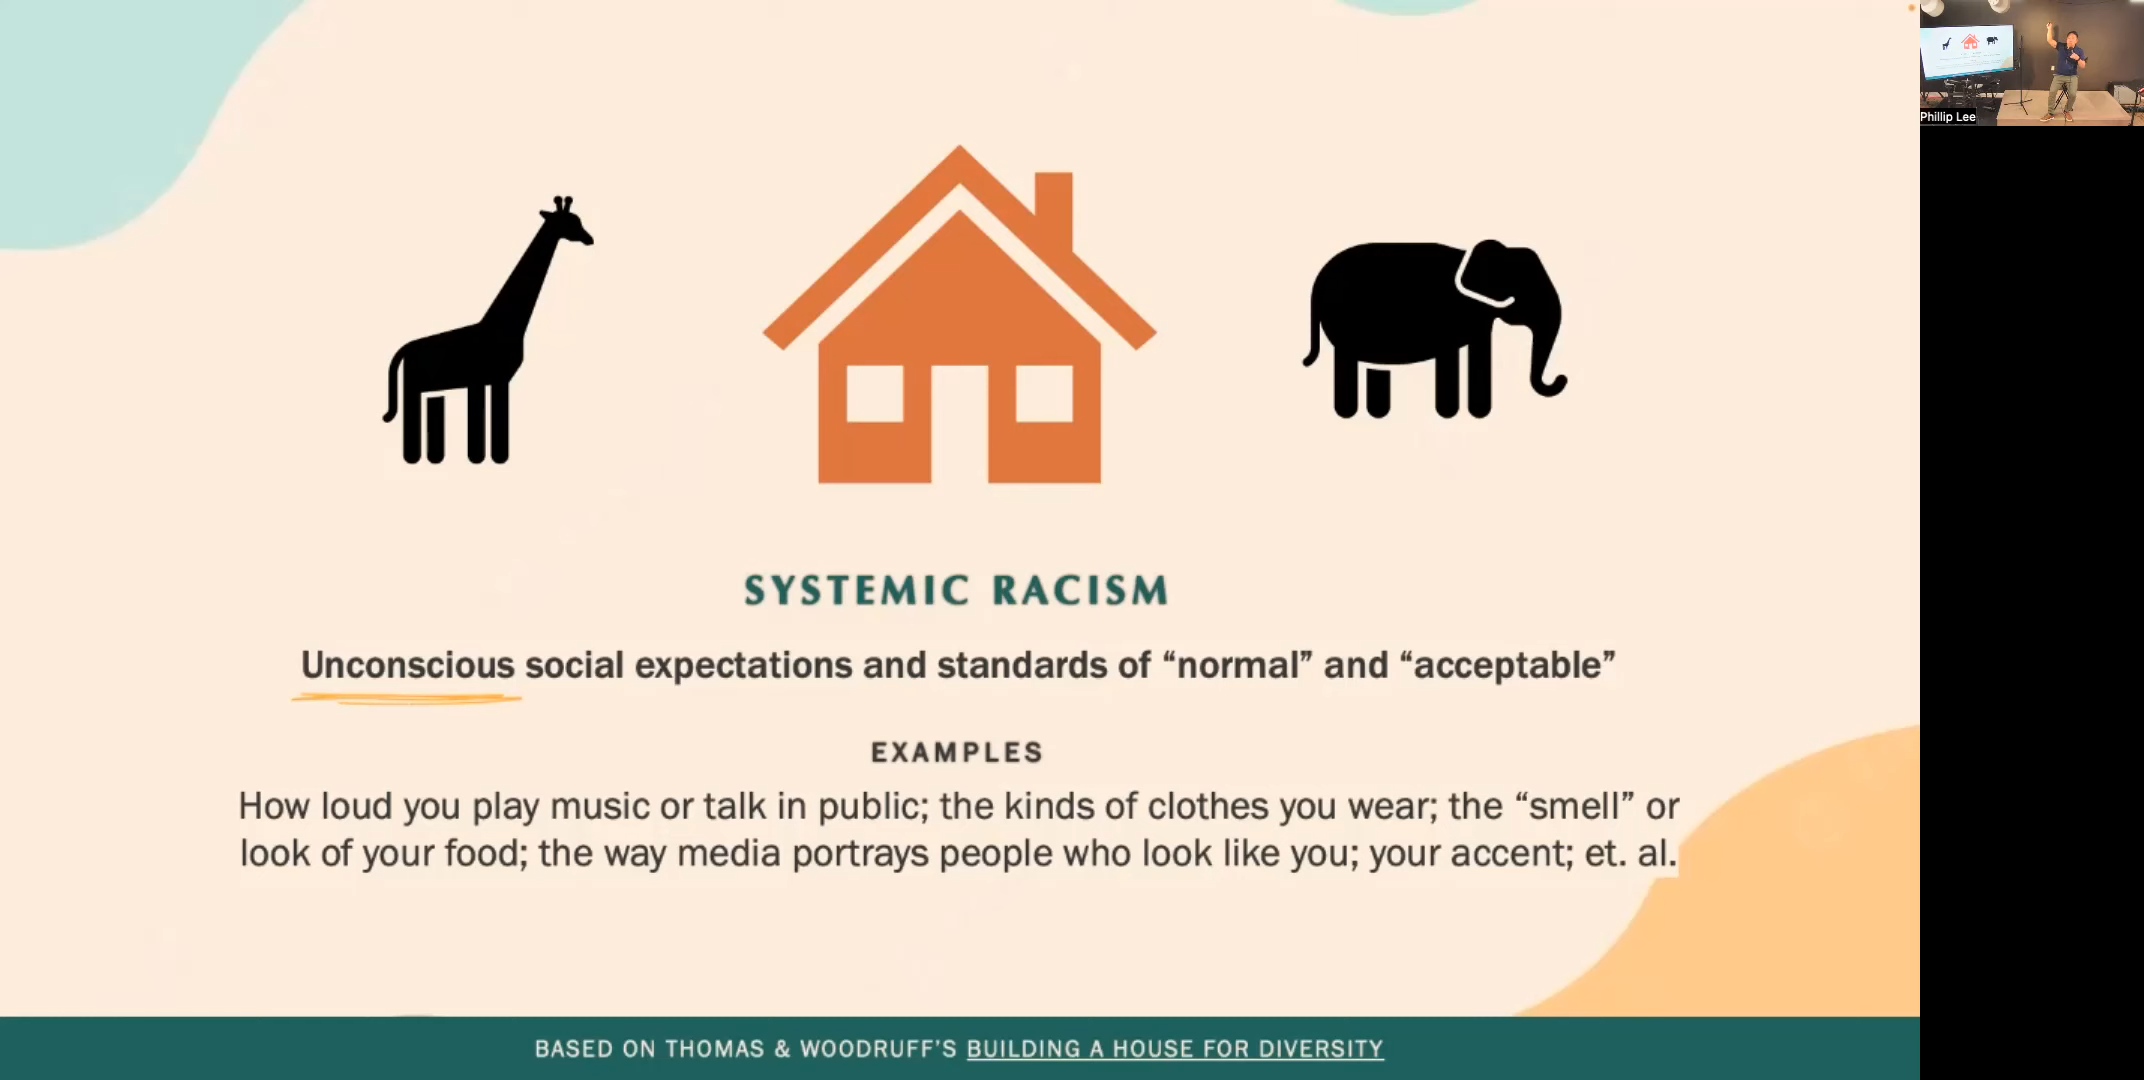 SYSTEMIC RACISM
Unconscious social expectations and standards of “normal” and “acceptable”
EXAMPLES
How loud you play music or talk in public; the kinds of clothes you wear; the “smell” or
look of your food; the way media portrays people who look like you; your accent; et. al.
BASED ON THOMAS & WOODRUFF’S BUILDING A HOUSE FOR DIVERSITY
Phillip Lee